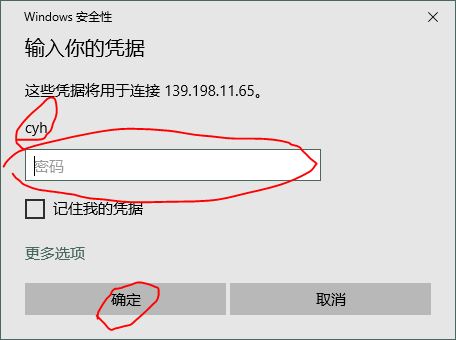 Windows 安全性
输入你的凭据
这些凭据将用于连接 139.198.11.65。
cyh
密码
记住我的凭据
更多选项
确定
取消